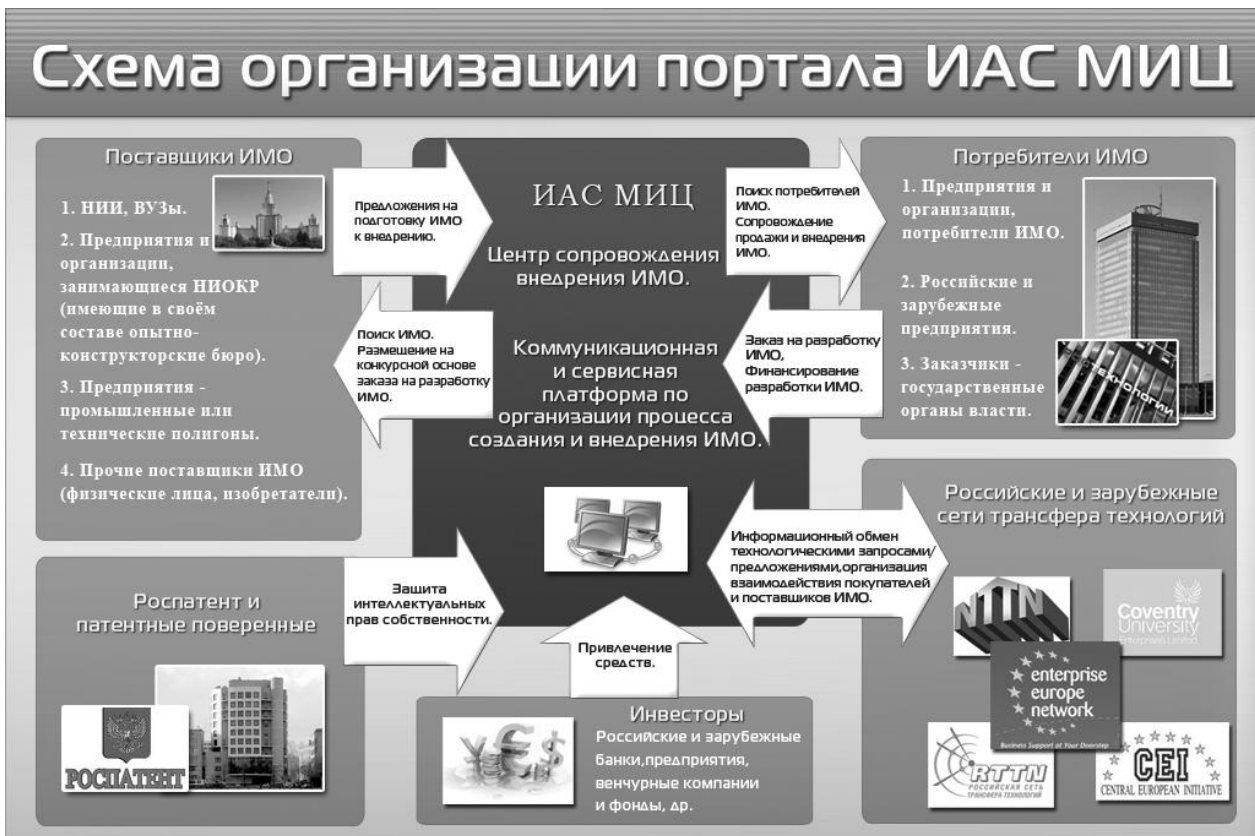 Схема организации портала ИАС МИЦ
Поставщики ИМО
1. НИИ, ВУЗы.
2. Предприятия и
организации,
занимающиеся НИОКР
(имеющие в своём
составе опытно-
конструкторские бюро).
3. Предприятия -
промышленные или
технические полигоны.
4. Прочие поставщики ИМО
(физические лица, изобретатели).
Предложения на
подготовку ИМО
к внедрению.
Поиск ИМО.
Размещение на
конкурсной основе
заказа на разработку
ИМО.
ИАС МИЦ
Центр сопровождения
внедрения ИМО.
Коммуникационная
и сервисная
платформа по
организации процесса
создания и внедрения ИМО.
Поиск потребителей
ИМО.
Сопровождение
продажи и внедрения
ИМО.
Заказ на разработку
ИМО,
Финансирование
разработки ИМО.
Потребители ИМО
1. Предприятия и
организации,
потребители ИМО.
2. Российские и
зарубежные
предприятия.
3. Заказчики -
государственные
органы власти.
ТЕХНОЛОГИИ
Роспатент и
патентные поверенные
РОСПАТЕНТ
Защита
интеллектуальных
прав собственности.
Привлечение
средств.
Инвесторы
Российские и зарубежные
банки,предприятия,
венчурные компании
и фонды, др.
Информационный обмен
технологическими запросами/
предложениями,организация
взаимодействия покупателей
и поставщиков ИМО.
Российские и зарубежные
сети трансфера технологий
NTTN
Coventry
University
Enterprises Limited
enterprise
europe
network
Business Support at Your Doorstep
RTTN
РОССИЙСКАЯ СЕТЬ
ТРАНСФЕРА ТЕХНОЛОГИЙ
CEI
CENTRAL EUROPEAN INITIATIVE